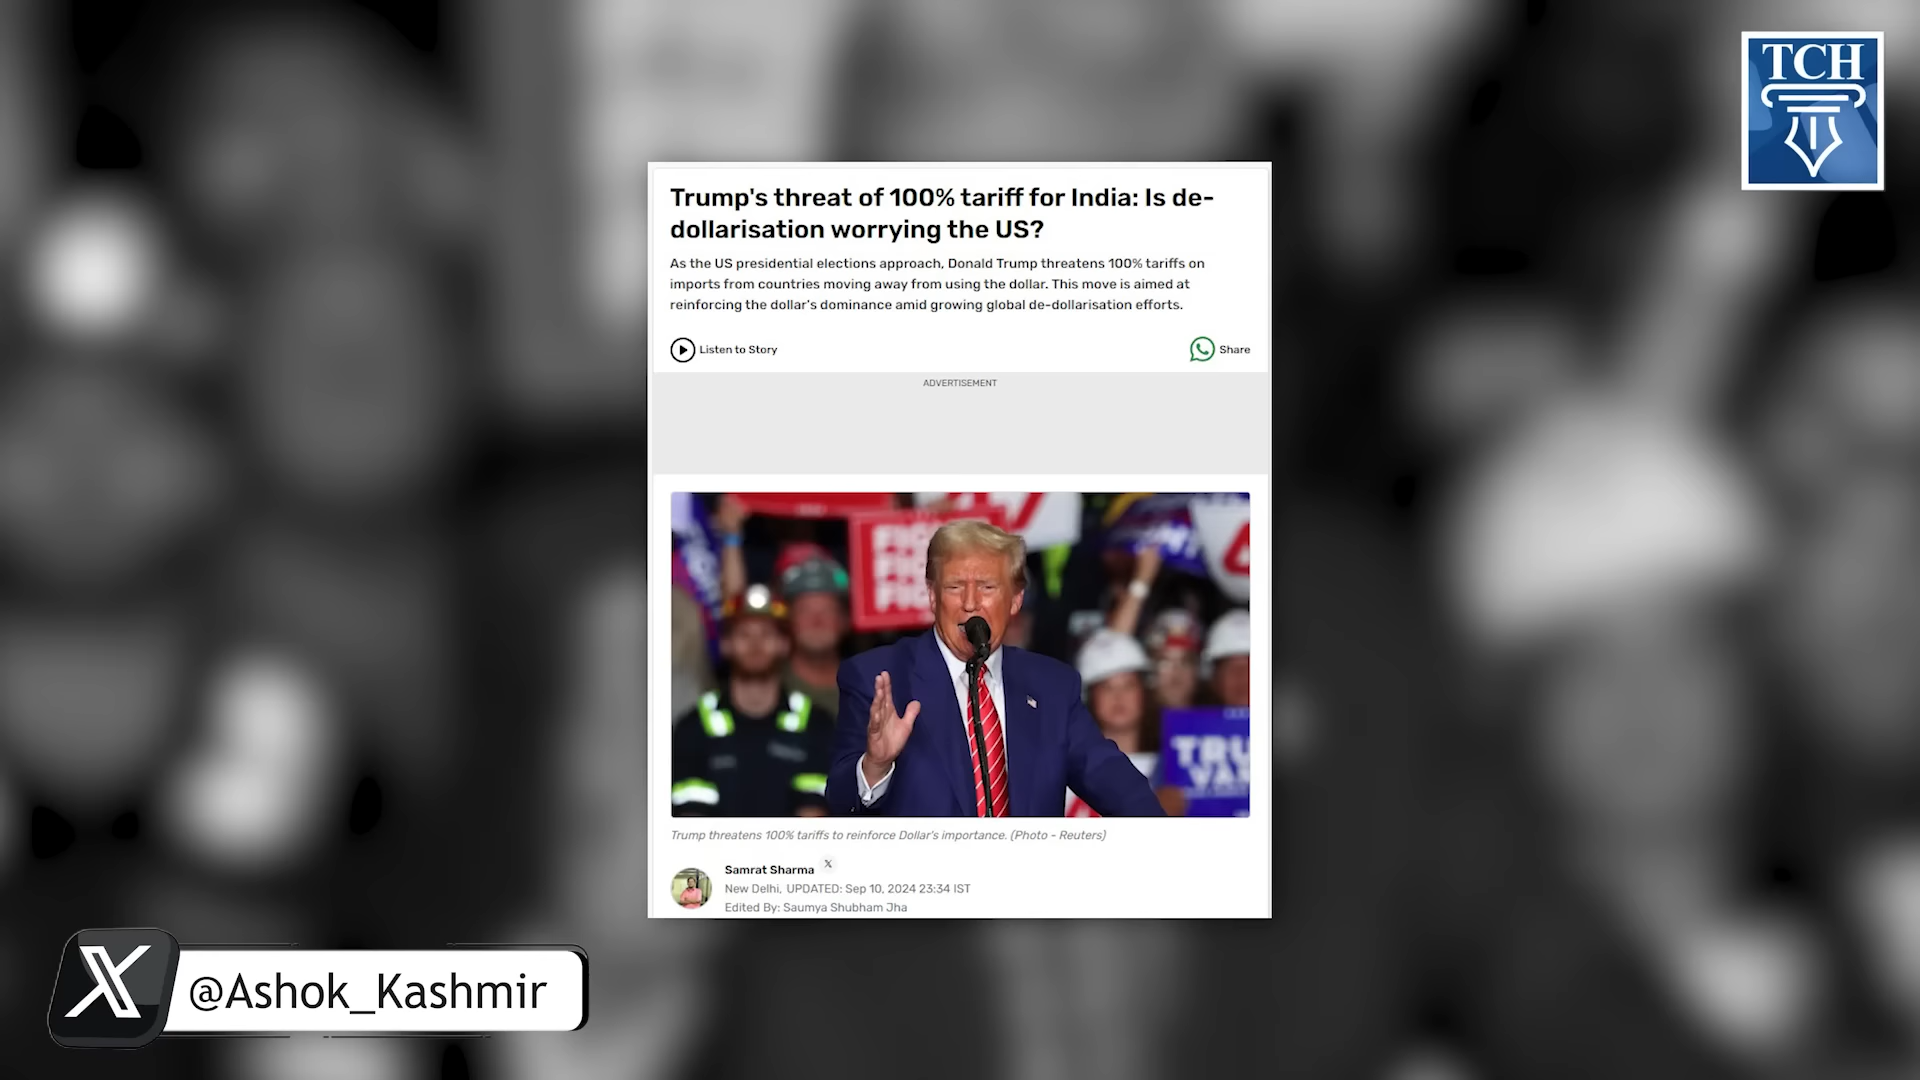 TCH
Trump's threat of 100% tariff for India: Is de-
dollarisation worrying the US?
As the US presidential elections approach, Donald Trump threatens 100% tariffs on
imports from countries moving away from using the dollar. This move is aimed at
reinforcing the dollar's dominance amid growing global de-dollarisation efforts.
Listen to Story
Share
ADVERTISEMENT
Trump threatens 100% tariffs to reinforce Dollar's importance. (Photo - Reuters)
Samrat Sharma
New Delhi, UPDATED: Sep 10, 2024 23:34 IST
Edited By: Saumya Shubham Jha
@Ashok_Kashmir